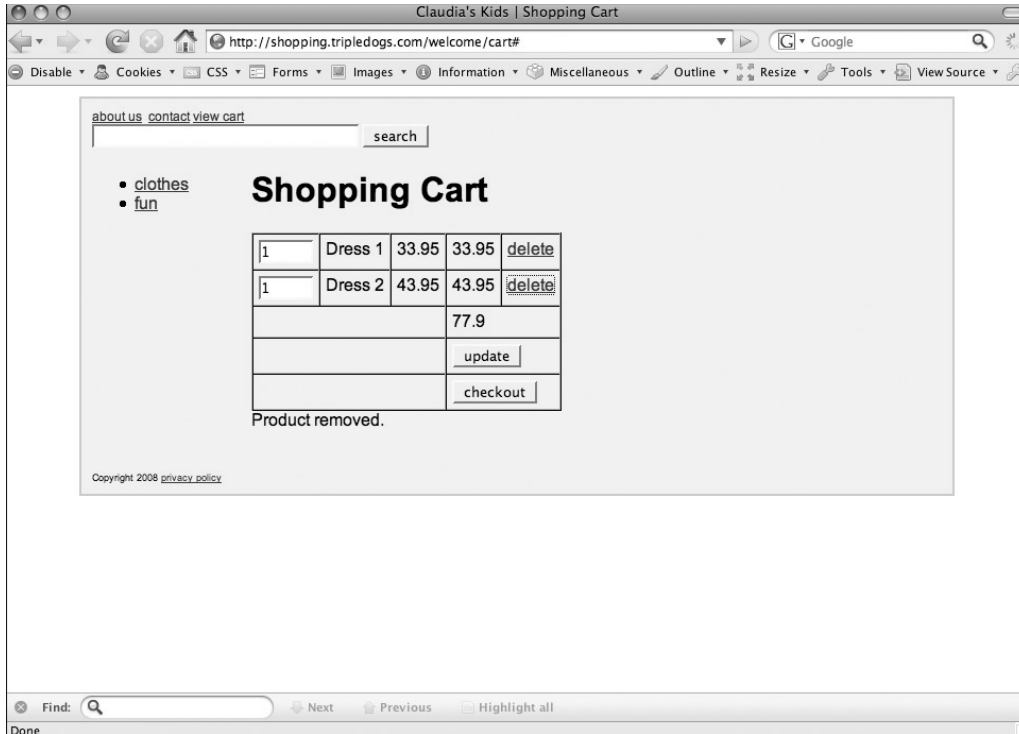 Claudia's Kids | Shopping Cart
http://shopping.tripledogs.com/welcome/cart# G Google
Disable Cookies CSS Forms Images Information Miscellaneous Outline Resize Tools View Source
about us contact view cart
search
clothes
fun
Shopping Cart
1 Dress 1 33.95 33.95 delete
1 Dress 2 43.95 43.95 delete
77.9
update
checkout
Product removed.
Copyright 2008 privacy policy
Find: Next Previous Highlight all
Done